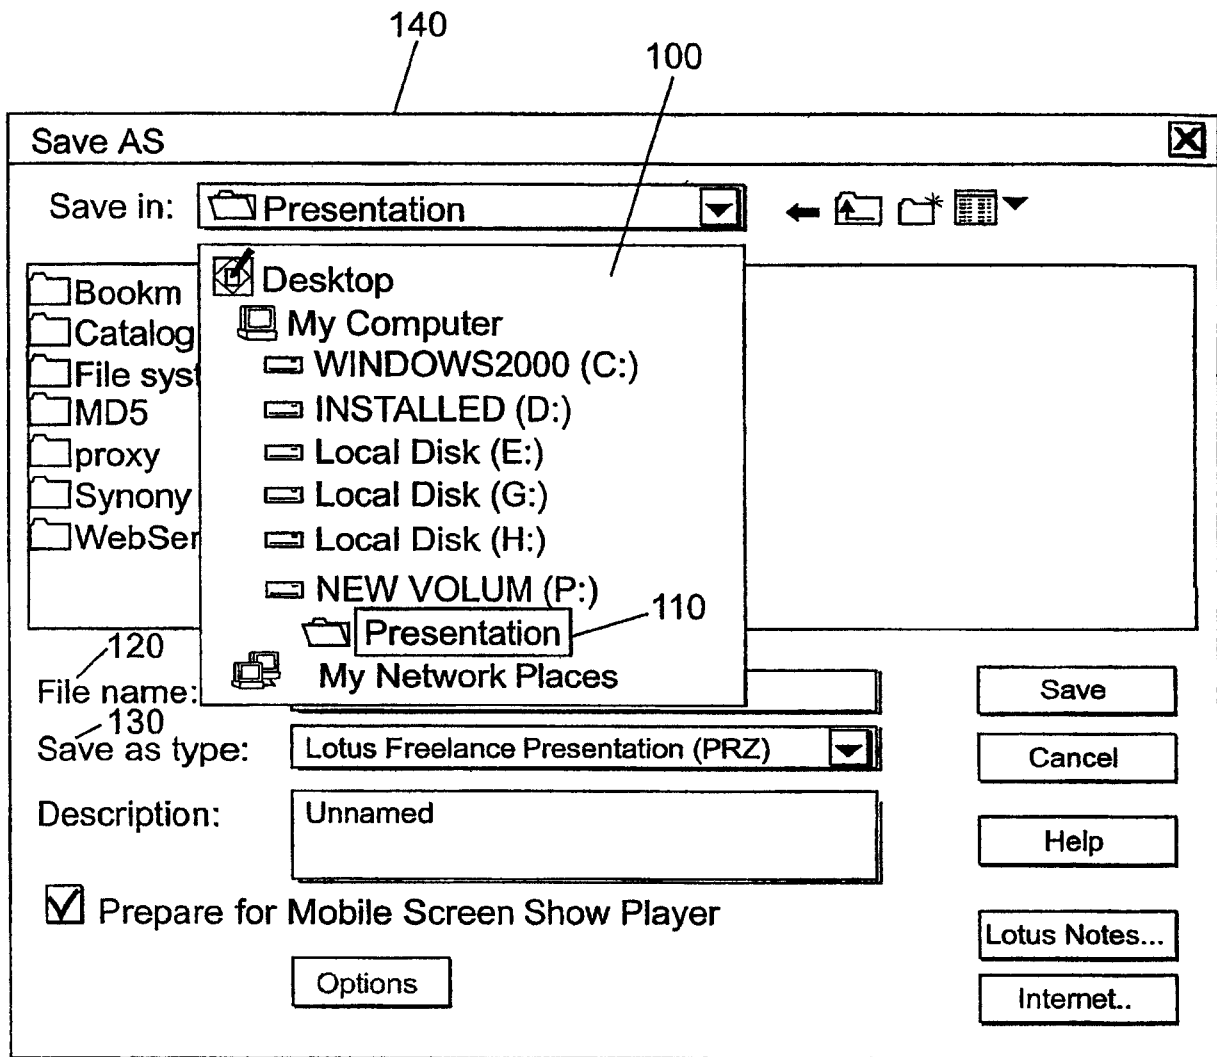 140
100
Save AS
Save in: Presentation
Desktop
My Computer
WINDOWS2000 (C:)
INSTALLED (D:)
Local Disk (E:)
Local Disk (G:)
Local Disk (H:)
NEW VOLUM (P:)
Presentation
110
My Network Places
Bookm
Catalog
File syst
MD5
proxy
Synony
WebSer
120
File name:
Save
130
Save as type: Lotus Freelance Presentation (PRZ)
Cancel
Description: Unnamed
Help
Prepare for Mobile Screen Show Player
Lotus Notes...
Options
Internet..